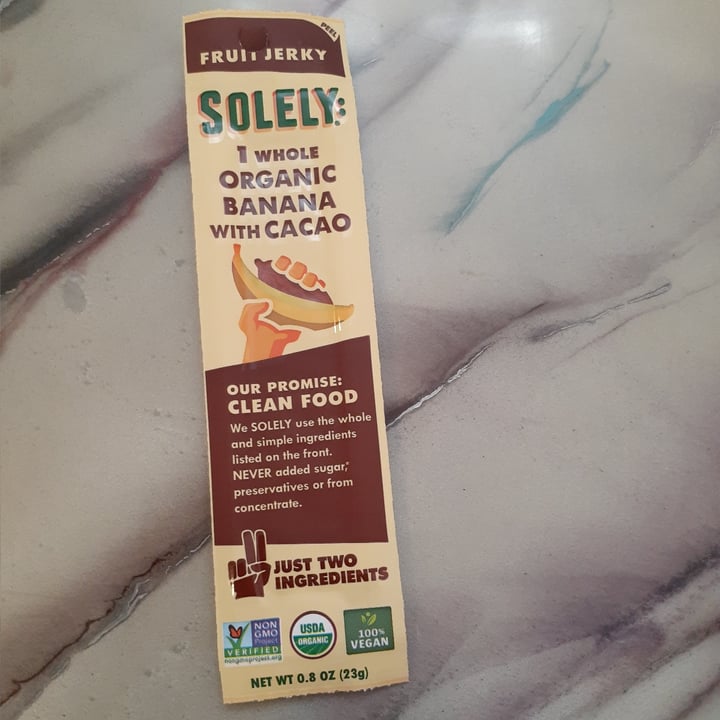 PEEL
FRUIT JERKY
SOLELY:
1 WHOLE
ORGANIC
BANANA
WITH CACAO
OUR PROMISE:
CLEAN FOOD
We SOLELY use the whole
and simple ingredients
listed on the front.
NEVER added sugar,*
preservatives or from
concentrate.
JUST TWO
INGREDIENTS
NON
GMO
Project
VERIFIED
nongmoproject.org
USDA
ORGANIC
100%
VEGAN
NET WT 0.8 OZ (23g)